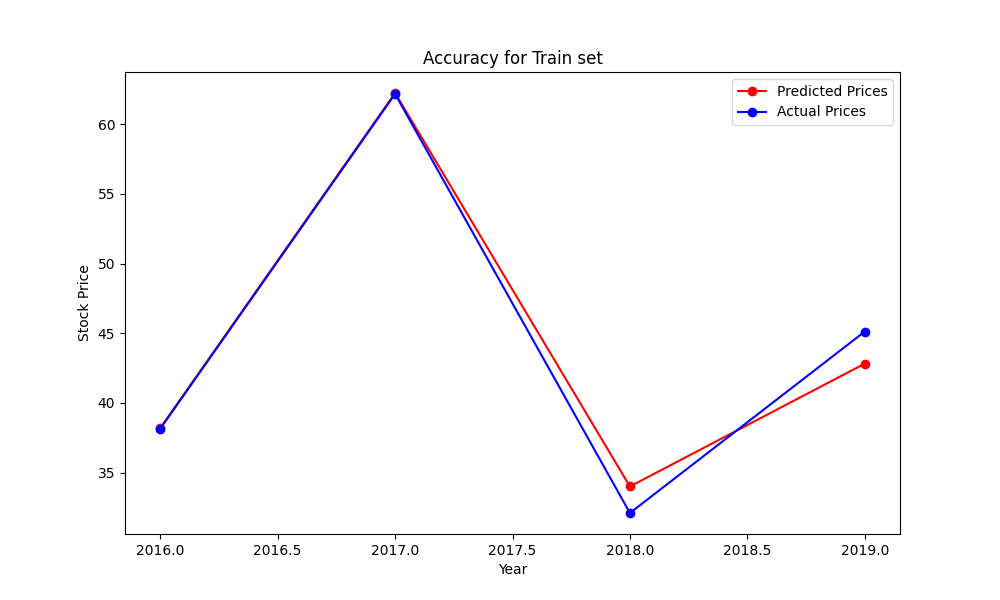 Accuracy for Train set
Predicted Prices
Actual Prices
Stock Price
60
55
50
45
40
35
2016.0 2016.5 2017.0 2017.5 2018.0 2018.5 2019.0
Year